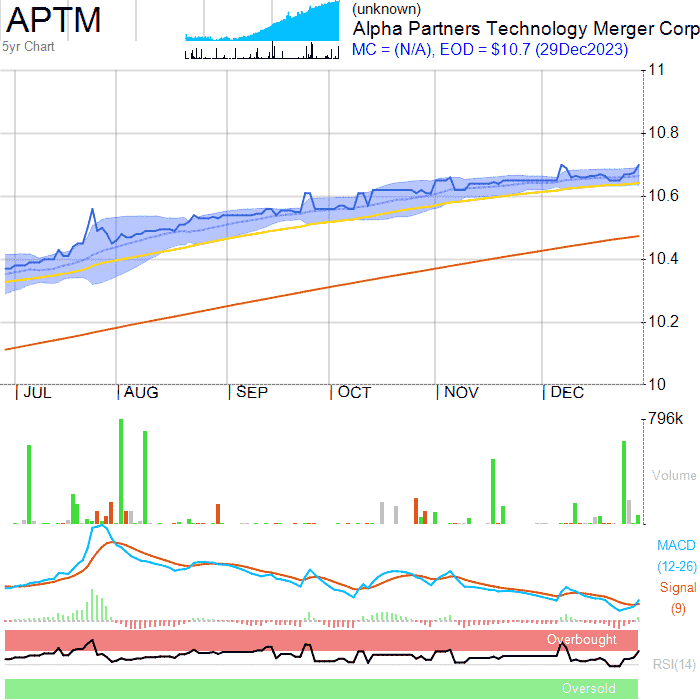 APTM
5yr Chart
(unknown)
Alpha Partners Technology Merger Corp
MC = (N/A), EOD = $10.7 (29Dec2023)
11
10.8
10.6
10.4
10.2
10
JUL AUG SEP OCT NOV DEC
796k
Volume
MACD
(12-26)
Signal
(9)
Overbought
RSI(14)
Oversold